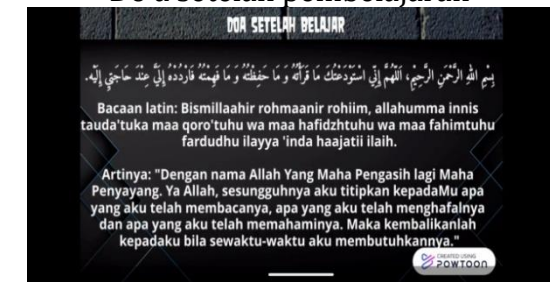 Do'a setelah pembelajaran
DOA SETELAH BELAJAR
بِسْمِ اللهِ الرَّحْمٰنِ الرَّحِيْمِ، اَللّٰهُمَّ إِنِّي اسْتَوْدَعْتُكَ مَا قَرَأْتُهُ وَ مَا حَفِظْتُهُ وَ مَا فَهِمْتُهُ فَارْدُدْهُ إِلَيَّ عِنْدَ حَاجَتِي إِلَيْهِ.
Bacaan latin: Bismillaahir rohmaanir rohiim, allahumma innis
tauda'tuka maa qoro'tuhu wa maa hafidzhtuhu wa maa fahimtuhu
fardudhu ilayya 'inda haajatii ilaih.
Artinya: "Dengan nama Allah Yang Maha Pengasih lagi Maha
Penyayang. Ya Allah, sesungguhnya aku titipkan kepadaMu apa
yang aku telah membacanya, apa yang aku telah menghafalnya
dan apa yang aku telah memahaminya. Maka kembalikanlah
kepadaku bila sewaktu-waktu aku membutuhkannya."
CREATED USING
POWTOON